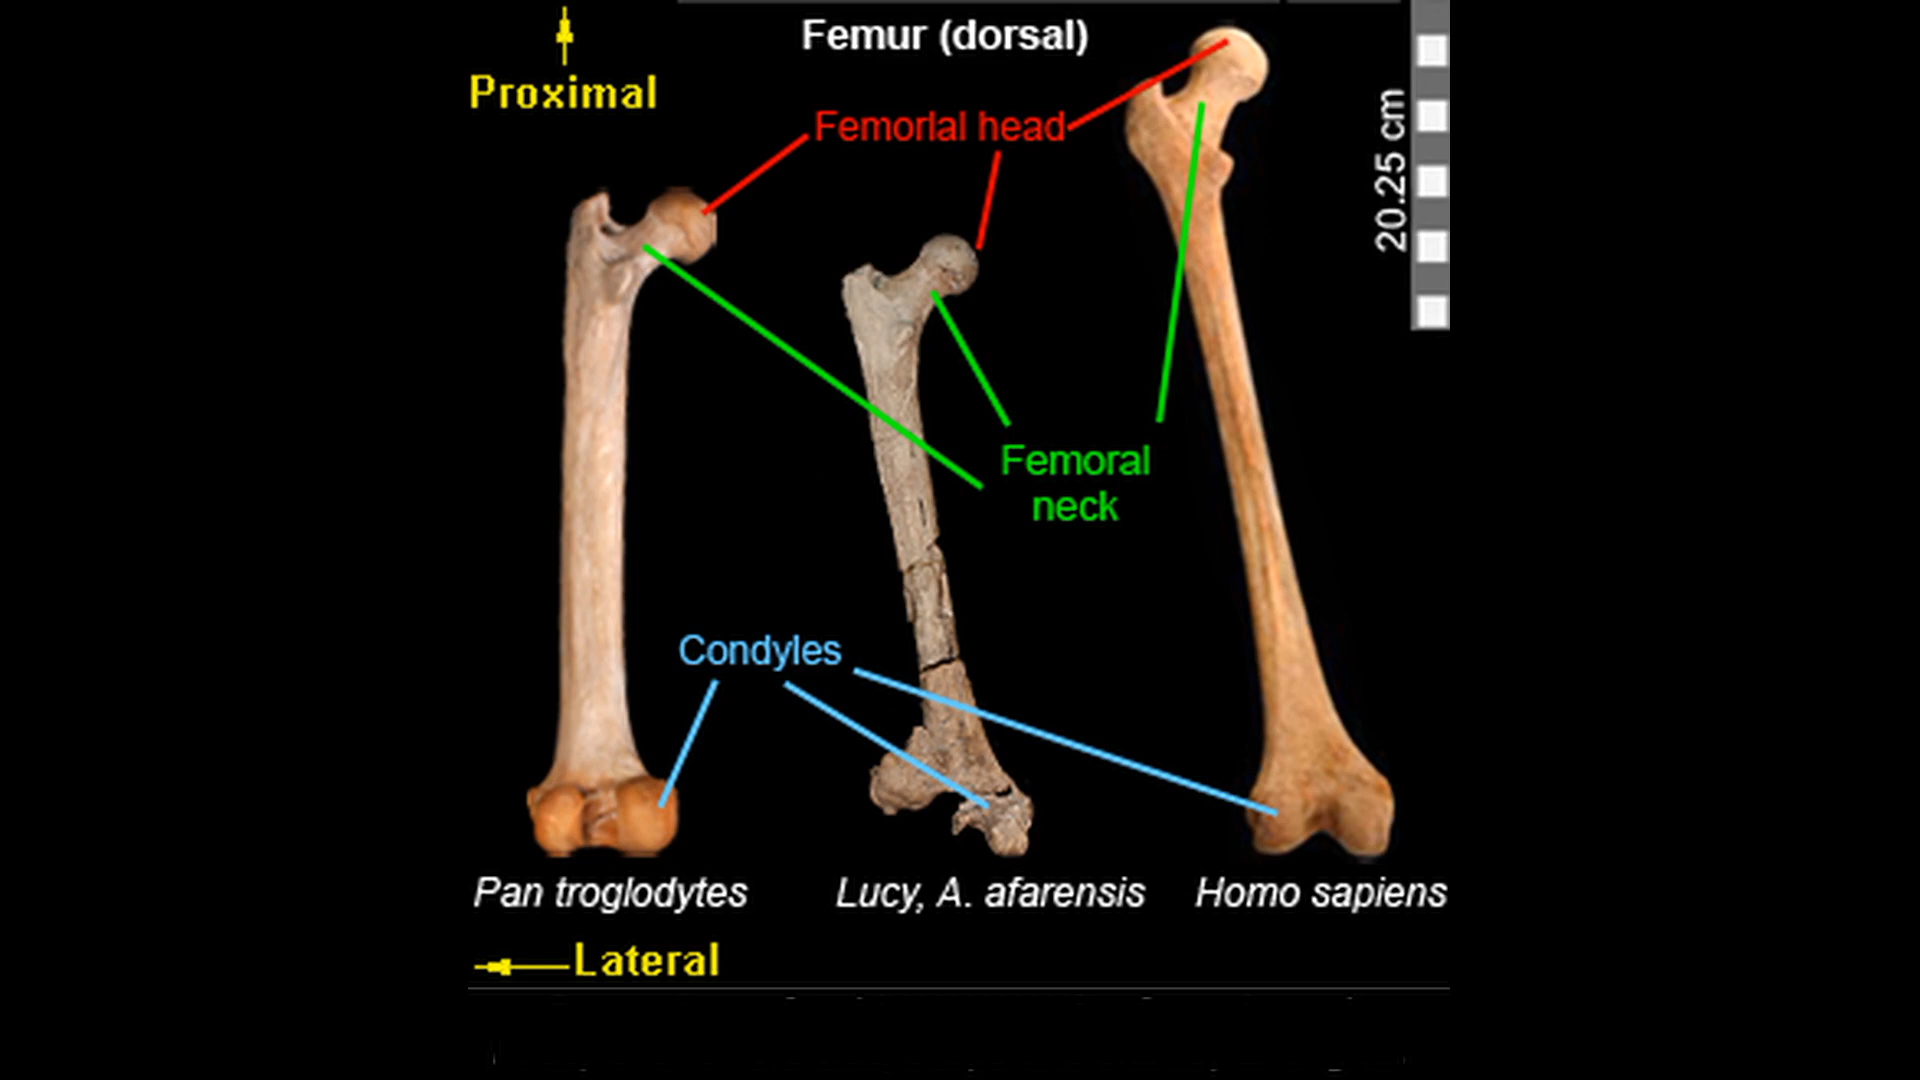 Femur (dorsal)
Proximal
Femorlal head
20.25 cm
Femoral
neck
Condyles
Pan troglodytes
Lucy, A. afarensis
Homo sapiens
Lateral